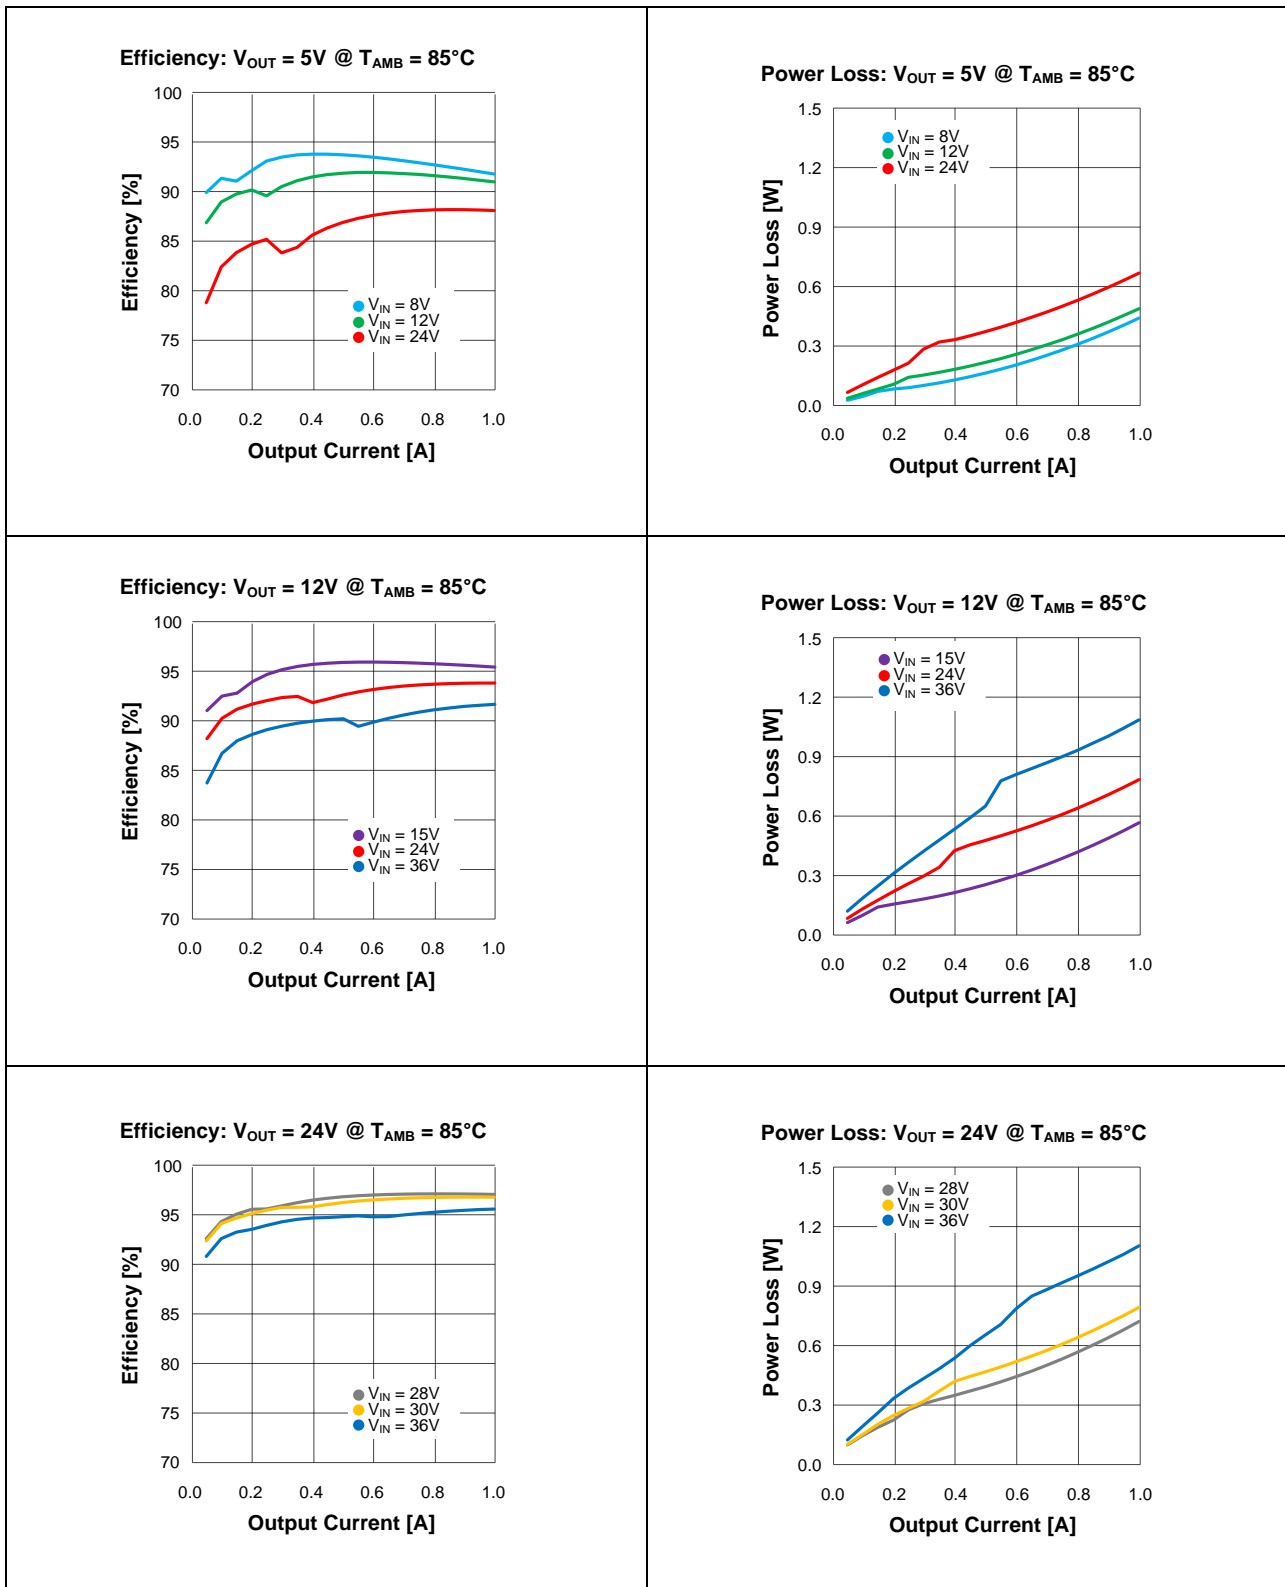 Efficiency: VOUT = 5V @ TAMB = 85°C
100
95
90
85
80
75
70
Efficiency [%]
VIN = 8V
VIN = 12V
VIN = 24V
0.0 0.2 0.4 0.6 0.8 1.0
Output Current [A]
Power Loss: VOUT = 5V @ TAMB = 85°C
1.5
1.2
0.9
0.6
0.3
0.0
Power Loss [W]
VIN = 8V
VIN = 12V
VIN = 24V
0.0 0.2 0.4 0.6 0.8 1.0
Output Current [A]
Efficiency: VOUT = 12V @ TAMB = 85°C
100
95
90
85
80
75
70
Efficiency [%]
VIN = 15V
VIN = 24V
VIN = 36V
0.0 0.2 0.4 0.6 0.8 1.0
Output Current [A]
Power Loss: VOUT = 12V @ TAMB = 85°C
1.5
1.2
0.9
0.6
0.3
0.0
Power Loss [W]
VIN = 15V
VIN = 24V
VIN = 36V
0.0 0.2 0.4 0.6 0.8 1.0
Output Current [A]
Efficiency: VOUT = 24V @ TAMB = 85°C
100
95
90
85
80
75
70
Efficiency [%]
VIN = 28V
VIN = 30V
VIN = 36V
0.0 0.2 0.4 0.6 0.8 1.0
Output Current [A]
Power Loss: VOUT = 24V @ TAMB = 85°C
1.5
1.2
0.9
0.6
0.3
0.0
Power Loss [W]
VIN = 28V
VIN = 30V
VIN = 36V
0.0 0.2 0.4 0.6 0.8 1.0
Output Current [A]